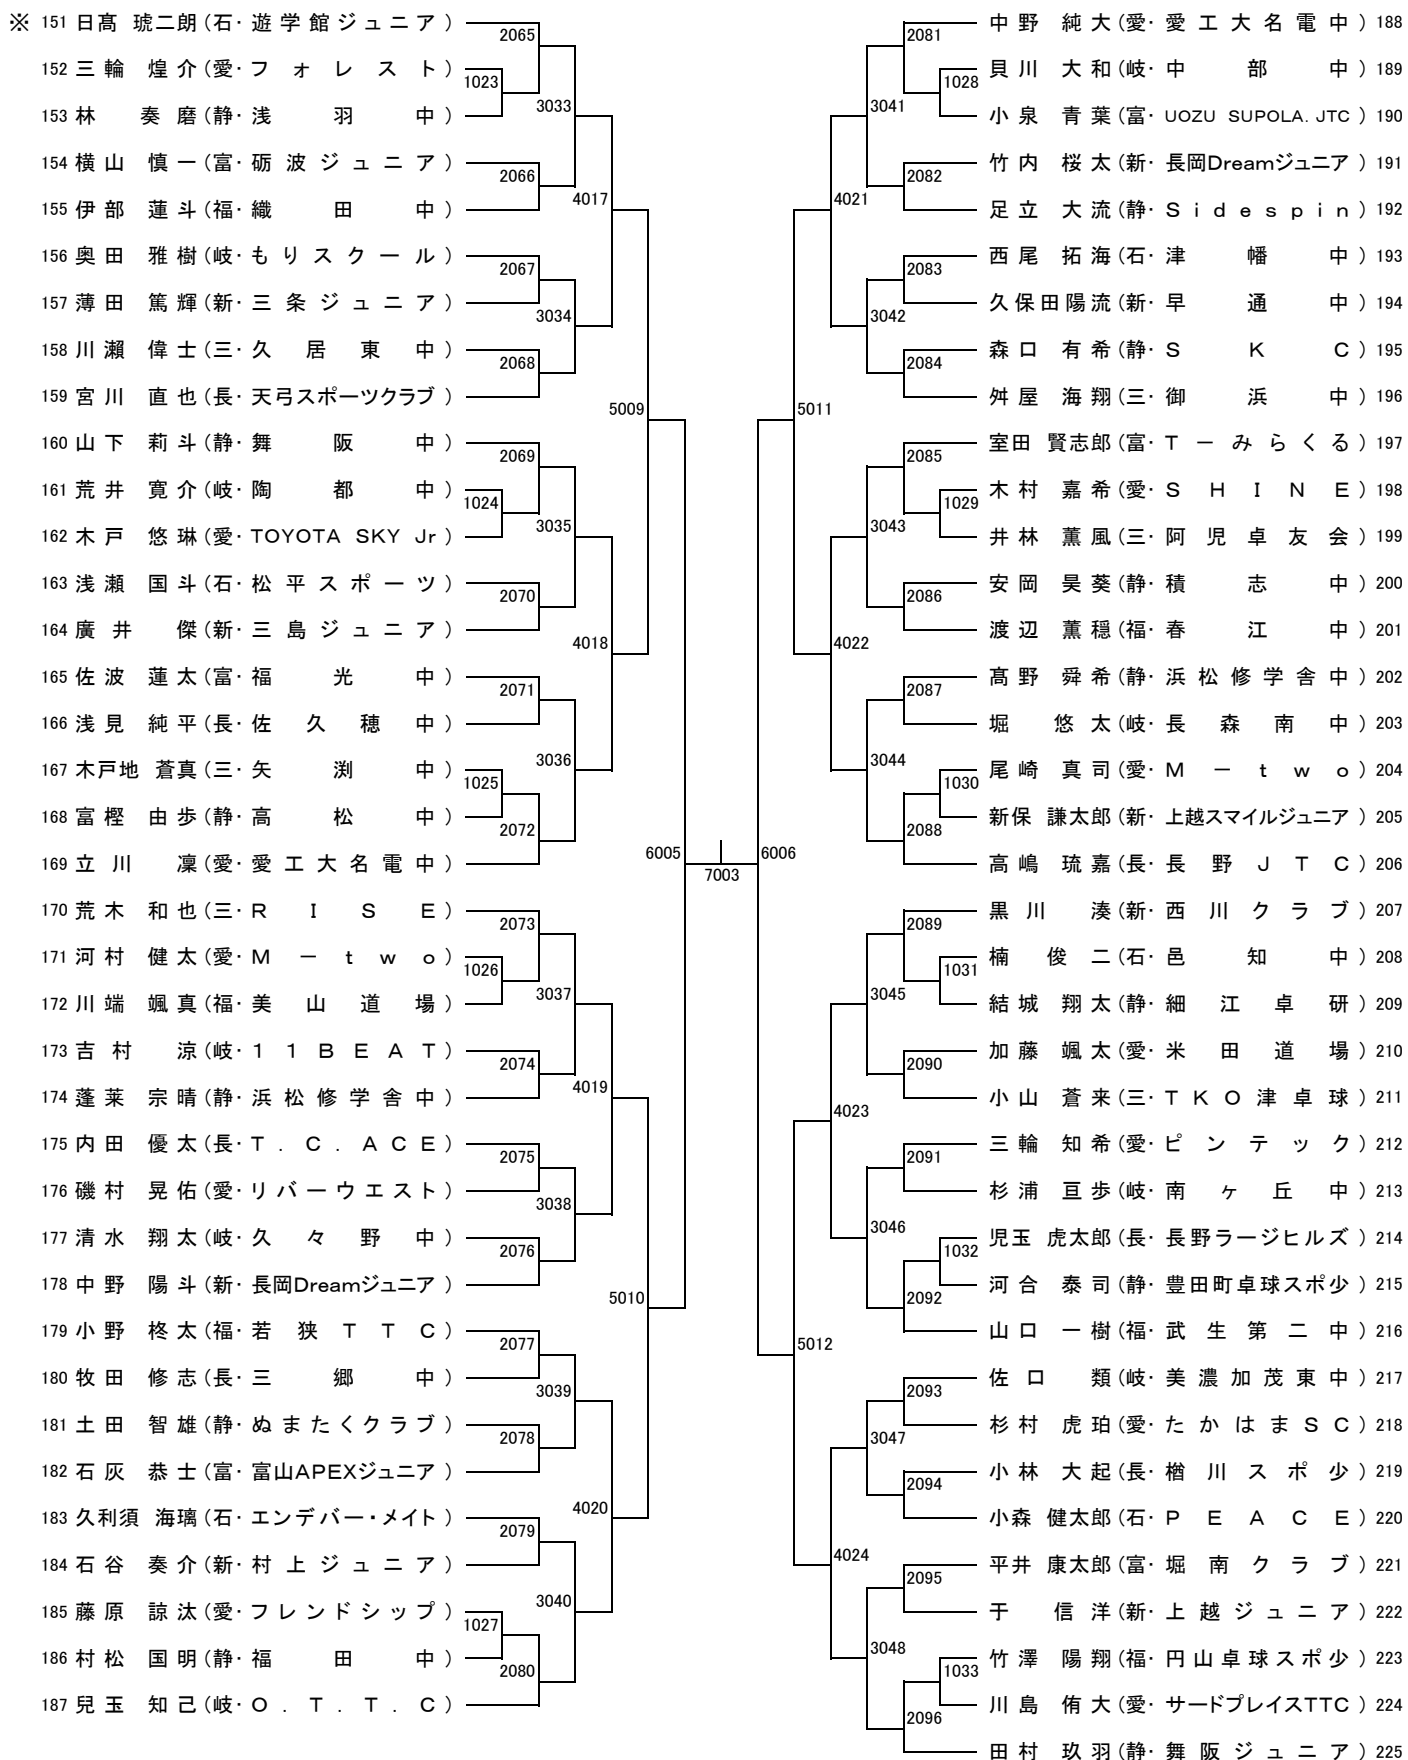 ※ 151 日髙 琥二朗 (石・遊学館ジュニア)
152 三輪 煌介 (愛・フォレスト)
153 林 奏磨 (静・浅羽中)
154 横山 慎一 (富・砺波ジュニア)
155 伊部 蓮斗 (福・織田中)
156 奥田 雅樹 (岐・もりスクール)
157 薄田 篤輝 (新・三条ジュニア)
158 川瀬 偉士 (三・久居東中)
159 宮川 直也 (長・天弓スポーツクラブ)
160 山下 莉斗 (静・舞阪中)
161 荒井 寛介 (岐・陶都中)
162 木戸 悠琳 (愛・TOYOTA SKY Jr)
163 浅瀬 国斗 (石・松平スポーツ)
164 廣井 傑 (新・三島ジュニア)
165 佐波 蓮太 (富・福光中)
166 浅見 純平 (長・佐久穂中)
167 木戸地 蒼真 (三・矢渕中)
168 富樫 由歩 (静・高松中)
169 立川 凜 (愛・愛工大名電中)
170 荒木 和也 (三・RISE)
171 河村 健太 (愛・M－two)
172 川端 颯真 (福・美山道場)
173 吉村 涼 (岐・11BEAT)
174 蓬莱 宗晴 (静・浜松修学舎中)
175 内田 優太 (長・T.C.ACE)
176 磯村 晃佑 (愛・リバーウエスト)
177 清水 翔太 (岐・久々野中)
178 中野 陽斗 (新・長岡Dreamジュニア)
179 小野 柊太 (福・若狭TTC)
180 牧田 修志 (長・三郷中)
181 土田 智雄 (静・ぬまたくクラブ)
182 石灰 恭士 (富・富山APEXジュニア)
183 久利須 海璃 (石・エンデバー・メイト)
184 石谷 奏介 (新・村上ジュニア)
185 藤原 諒汰 (愛・フレンドシップ)
186 村松 国明 (静・福田中)
187 兒玉 知己 (岐・O.T.T.C)
1023
1024
1025
1026
1027
2065
2066
2067
2068
2069
2070
2071
2072
2073
2074
2075
2076
2077
2078
2079
2080
3033
3034
3035
3036
3037
3038
3039
3040
4017
4018
4019
4020
5009
5010
6005
7003
6006
5011
5012
4021
4022
4023
4024
3041
3042
3043
3044
3045
3046
3047
3048
2081
2082
2083
2084
2085
2086
2087
2088
2089
2090
2091
2092
2093
2094
2095
2096
1028
1029
1030
1031
1032
1033
中野 純大 (愛・愛工大名電中) 188
貝川 大和 (岐・中部中) 189
小泉 青葉 (富・UOZU SUPOLA. JTC) 190
竹内 桜太 (新・長岡Dreamジュニア) 191
足立 大流 (静・Sidespin) 192
西尾 拓海 (石・津幡中) 193
久保田陽流 (新・早通中) 194
森口 有希 (静・SKC) 195
舛屋 海翔 (三・御浜中) 196
室田 賢志郎 (富・T－みらくる) 197
木村 嘉希 (愛・SHINE) 198
井林 薫風 (三・阿児卓友会) 199
安岡 昊葵 (静・積志中) 200
渡辺 薫穏 (福・春江中) 201
髙野 舜希 (静・浜松修学舎中) 202
堀 悠太 (岐・長森南中) 203
尾崎 真司 (愛・M－two) 204
新保 謙太郎 (新・上越スマイルジュニア) 205
高嶋 琉嘉 (長・長野JTC) 206
黒川 湊 (新・西川クラブ) 207
楠 俊二 (石・邑知中) 208
結城 翔太 (静・細江卓研) 209
加藤 颯太 (愛・米田道場) 210
小山 蒼来 (三・TKO津卓球) 211
三輪 知希 (愛・ピンテック) 212
杉浦 亘歩 (岐・南ヶ丘中) 213
児玉 虎太郎 (長・長野ラージヒルズ) 214
河合 泰司 (静・豊田町卓球スポ少) 215
山口 一樹 (福・武生第二中) 216
佐口 類 (岐・美濃加茂東中) 217
杉村 虎珀 (愛・たかはまSC) 218
小林 大起 (長・楢川スポ少) 219
小森 健太郎 (石・PEACE) 220
平井 康太郎 (富・堀南クラブ) 221
于 信洋 (新・上越ジュニア) 222
竹澤 陽翔 (福・円山卓球スポ少) 223
川島 侑大 (愛・サードプレイスTTC) 224
田村 玖羽 (静・舞阪ジュニア) 225